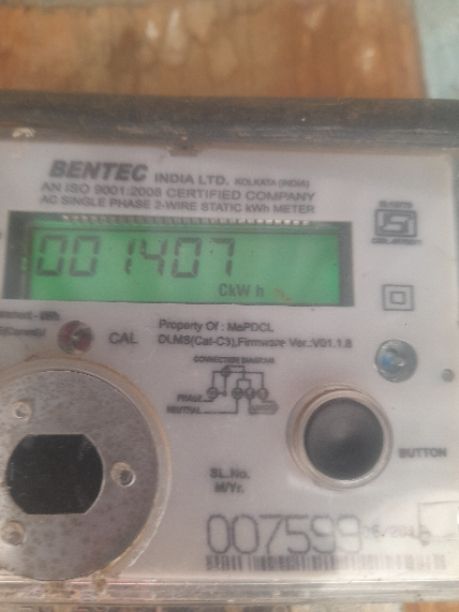 BENTEC INDIA LTD. KOLKATA (INDIA)
AN ISO 9001:2008 CERTIFIED COMPANY
AC SINGLE PHASE 2-WIRE STATIC kWh METER
001407
CkW h
CAL
Property Of : MePDCL
DLMS(Cat-C3),Firmware Ver.:V01.1.8
CONNECTION DIAGRAM
PHASE
NEUTRAL
BUTTON
SL.No.
M/Yr.
007599